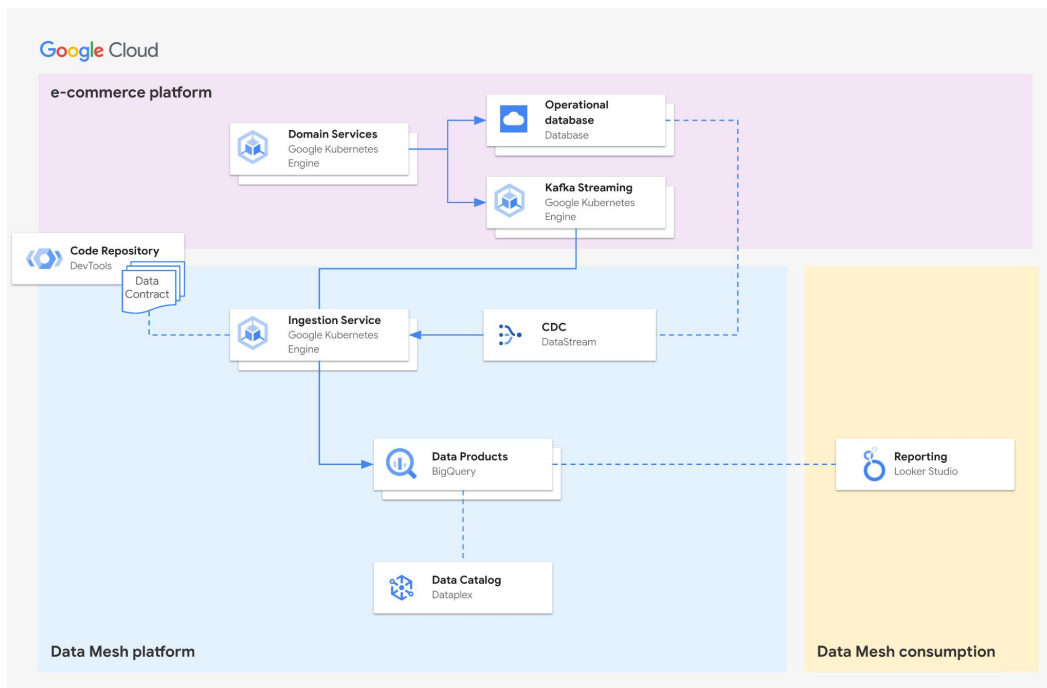 Google Cloud
e-commerce platform
Operational
database
Database
Domain Services
Google Kubernetes
Engine
Kafka Streaming
Google Kubernetes
Engine
Code Repository
DevTools
Data
Contract
Ingestion Service
Google Kubernetes
Engine
CDC
DataStream
Data Products
BigQuery
Reporting
Looker Studio
Data Catalog
Dataplex
Data Mesh platform
Data Mesh consumption